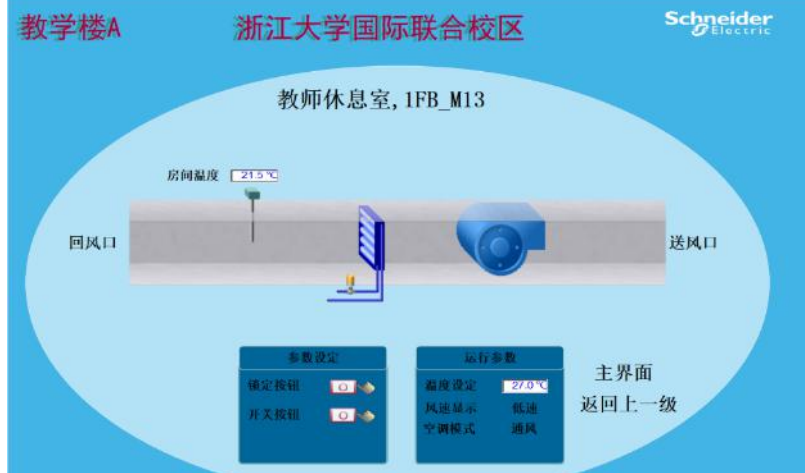 教学楼A
浙江大学国际联合校区
Schneider
Electric
教师休息室,1FB_M13
房间温度 21.5℃
回风口
送风口
参数设定
锁定按钮
开关按钮
运行参数
温度设定 27.0℃
风速显示 低速
空调模式 通风
主界面
返回上一级